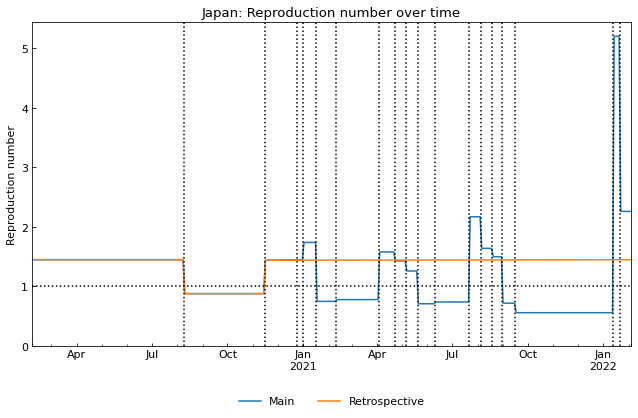 Japan: Reproduction number over time
Reproduction number
5
4
3
2
1
0
Apr Jul Oct Jan Apr Jul Oct Jan
2021 2022
Main Retrospective